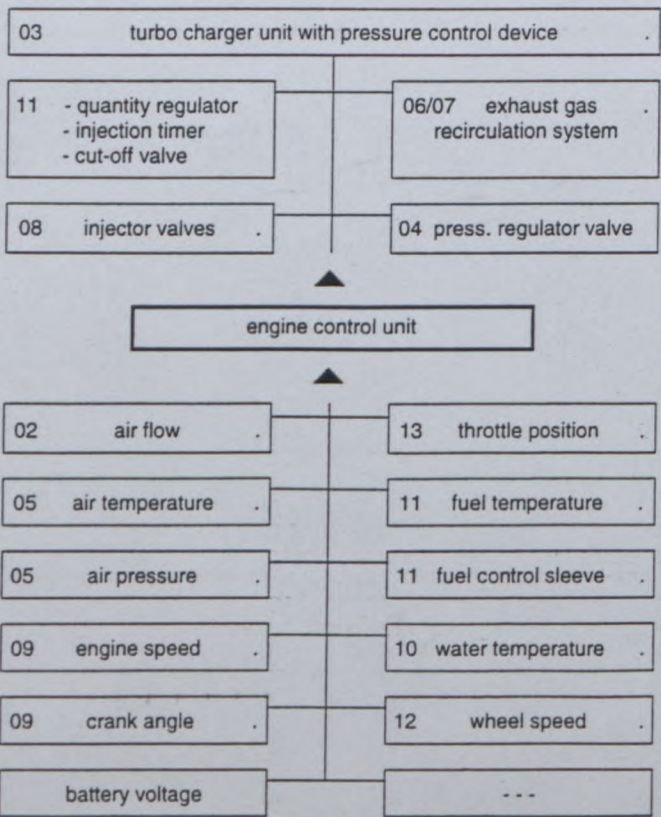 03 turbo charger unit with pressure control device .
11 - quantity regulator
- injection timer
- cut-off valve
06/07 exhaust gas .
recirculation system
08 injector valves .
04 press. regulator valve
engine control unit
02 air flow .
13 throttle position .
05 air temperature .
11 fuel temperature .
05 air pressure .
11 fuel control sleeve .
09 engine speed .
10 water temperature .
09 crank angle .
12 wheel speed .
battery voltage
- - -